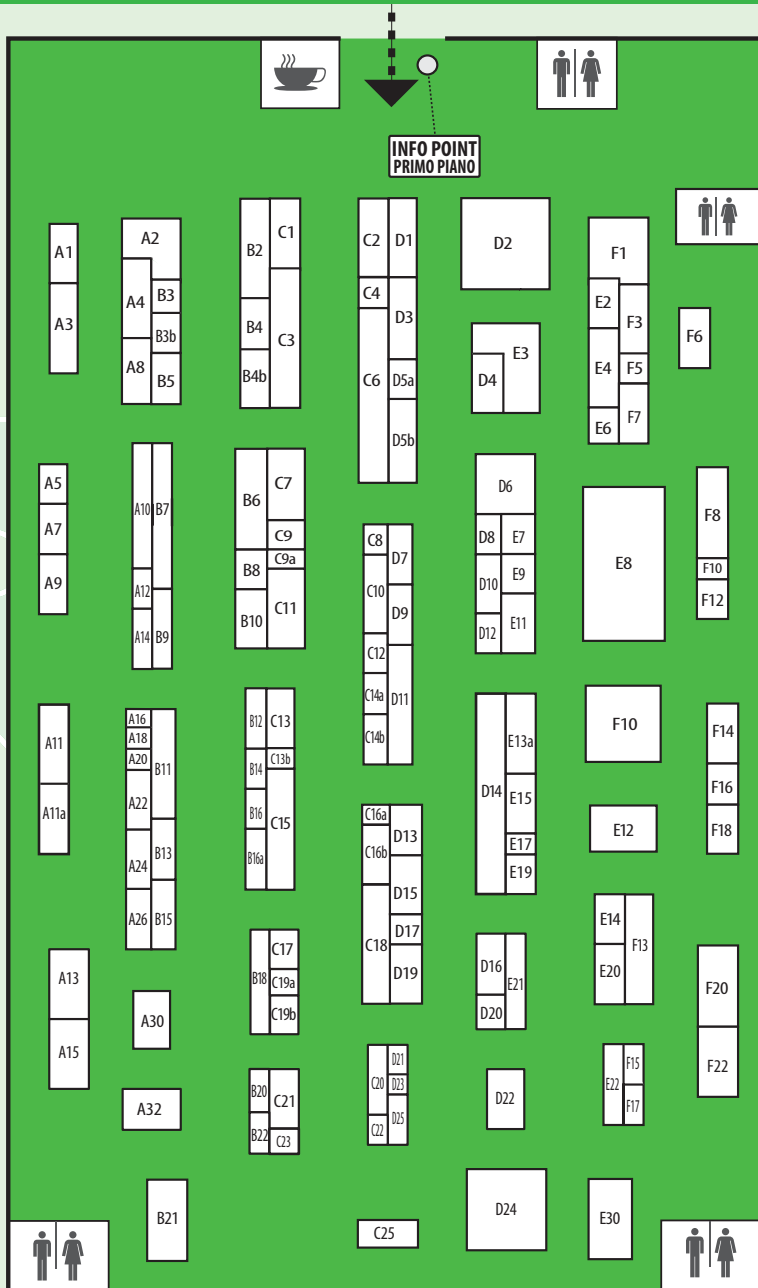 INFO POINT
PRIMO PIANO
A1
A3
A2
A4
B3
B3b
A8
B5
B2
C1
B4
C3
B4b
C2
D1
C4
D3
C6
D5a
D5b
D2
E3
D4
F1
E2
F3
E4
F5
E6
F7
F6
A5
A7
A9
A10
B7
A12
A14
B9
B6
C7
C9
B8
C9a
B10
C11
C8
D7
C10
D9
C12
C14a
D11
C14b
D6
D8
E7
D10
E9
D12
E11
E8
F8
F10
F12
A11
A11a
A16
A18
A20
B11
A22
A24
B13
A26
B15
B12
C13
B14
C13b
B16
C15
B16a
C16a
D13
C16b
D15
C18
D17
D19
D14
E13a
E15
E17
E19
F10
E12
F14
F16
F18
A13
A15
A30
A32
B18
C17
C19a
C19b
D16
E21
D20
E14
F13
E20
F20
F22
B20
C21
B22
C23
C20
D21
D23
C22
D25
D22
E22
F15
F17
B21
C25
D24
E30